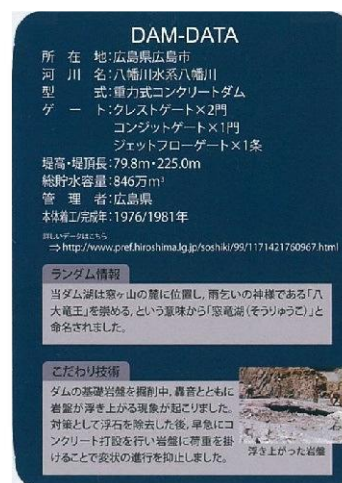 DAM-DATA
所在地:広島県広島市
河川名:八幡川水系八幡川
型式:重力式コンクリートダム
ゲート:クレストゲート×2門
コンジットゲート×1門
ジェットフローゲート×1条
堤高・堤頂長:79.8m・225.0m
総貯水容量:846万m³
管理者:広島県
本体着工/完成年:1976/1981年
詳しいデータはこちら
⇒http://www.pref.hiroshima.lg.jp/soshiki/99/1171421760967.html
ランダム情報
当ダム湖は窓ヶ山の麓に位置し,雨乞いの神様である「八
大竜王」を崇める,という意味から「窓竜湖(そうりゅうこ)」と
命名されました。
こだわり技術
ダムの基礎岩盤を掘削中,轟音とともに
岩盤が浮き上がる現象が起こりました。
対策として浮石を除去した後,早急にコ
ンクリート打設を行い岩盤に荷重を掛
けることで変状の進行を抑止しました。
浮き上がった岩盤